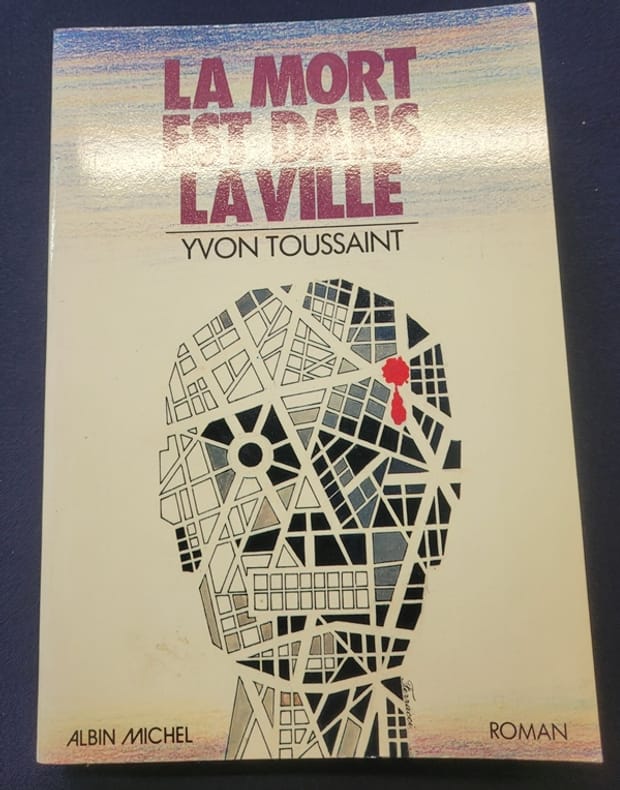 LA MORT
EST DANS
LA VILLE
YVON TOUSSAINT
ALBIN MICHEL
ROMAN